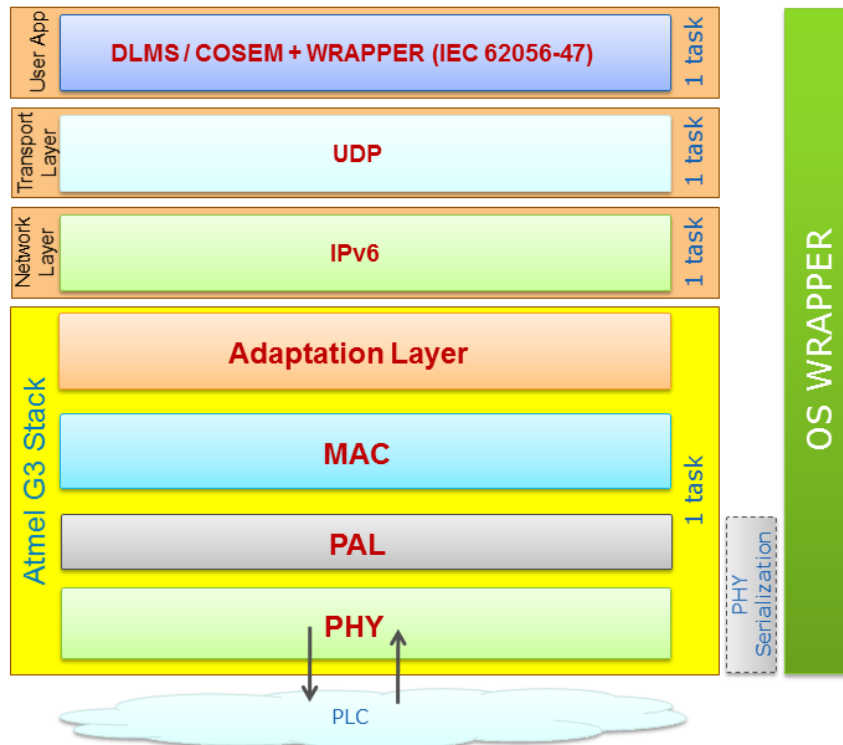 User App
DLMS / COSEM + WRAPPER (IEC 62056-47)
1 task
Transport
Layer
UDP
1 task
Network
Layer
IPv6
1 task
Atmel G3 Stack
Adaptation Layer
MAC
PAL
PHY
1 task
PHY
Serialization
OS WRAPPER
PLC